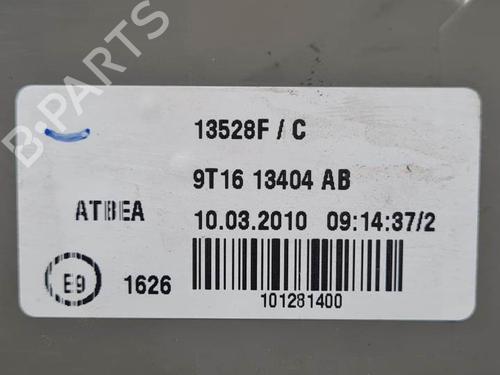 B-PARTS
13528F / C
9T16 13404 AB
ATBEA
10.03.2010 09:14:37/2
E9
1626
101281400